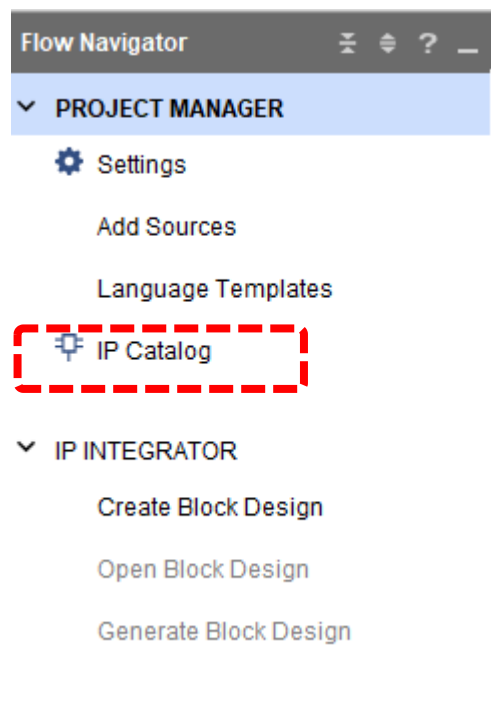 Flow Navigator ?
PROJECT MANAGER
Settings
Add Sources
Language Templates
IP Catalog
IP INTEGRATOR
Create Block Design
Open Block Design
Generate Block Design